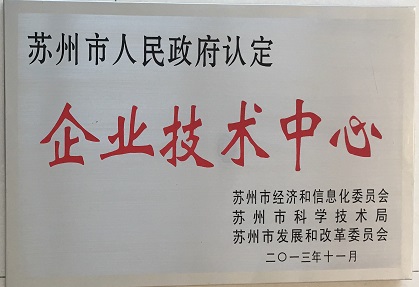 苏州市人民政府认定
企业技术中心
苏州市经济和信息化委员会
苏州市科学技术局
苏州市发展和改革委员会
二〇一三年十一月